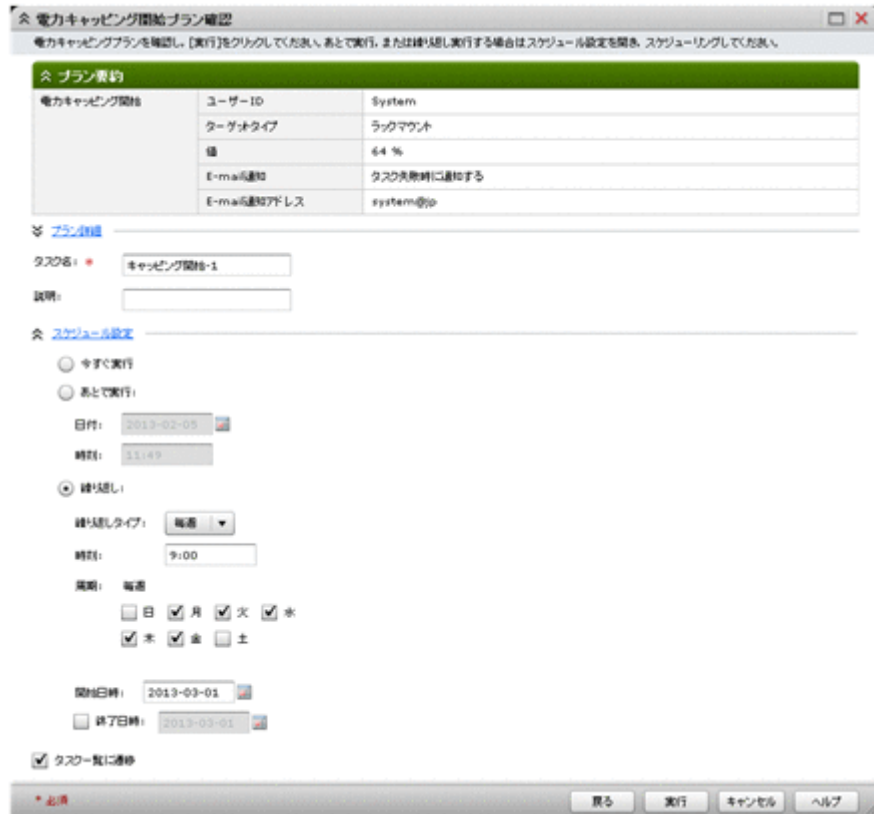 電力キャッピング開始プラン確認
電力キャッピングプランを確認し、[実行]をクリックしてください。あとで実行、または繰り返し実行する場合はスケジュール設定を開き、スケジューリングしてください。
プラン要約
電力キャッピング開始 ユーザーID System
ターゲットタイプ ラックマウント
値 64 %
E-mail通知 タスク失敗時に通知する
E-mail通知アドレス system@jp
プラン詳細
タスク名: * キャッピング開始-1
説明:
スケジュール設定
今すぐ実行
あとで実行:
日付: 2013-02-05
時刻: 11:49
繰り返し:
繰り返しタイプ: 毎週
時刻: 9:00
周期: 毎週
日 月 火 水
木 金 土
開始日時: 2013-03-01
終了日時: 2013-03-01
タスク一覧に遷移
* 必須 戻る 実行 キャンセル ヘルプ